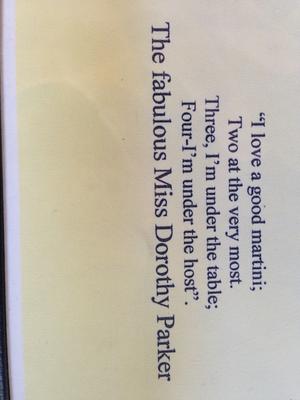 “I love a good martini;
Two at the very most.
Three, I’m under the table;
Four-I’m under the host”.
The fabulous Miss Dorothy Parker